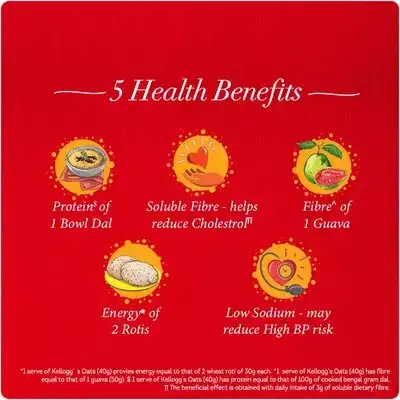 5 Health Benefits
Protein$ of
1 Bowl Dal
Soluble Fibre - helps
reduce Cholestrol¶¶
Fibre^ of
1 Guava
Energy* of
2 Rotis
Low Sodium - may
reduce High BP risk
*1 serve of Kellogg's Oats (40g) provies energy equal to that of 2 wheat roti of 30g each. ^1 serve of Kellogg's Oats (40g) has fibre
equal to that of 1 guava (50g). $ 1 serve of Kellogg's Oats (40g) has protein equal to that of 100g of cooked bengal gram dal.
¶¶ The beneficial effect is obtained with daily intake of 3g of soluble dietary fibre.